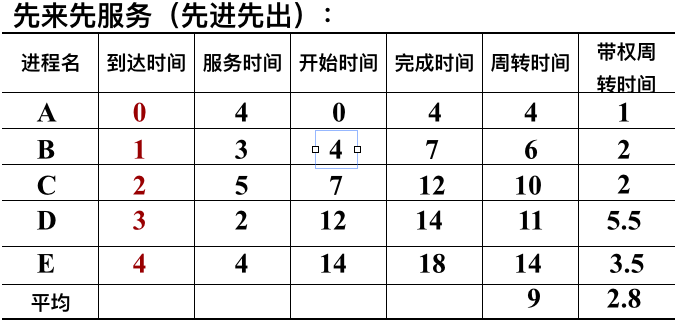 先来先服务（先进先出）：
进程名 到达时间 服务时间 开始时间 完成时间 周转时间 带权周
转时间
A 0 4 0 4 4 1
B 1 3 4 7 6 2
C 2 5 7 12 10 2
D 3 2 12 14 11 5.5
E 4 4 14 18 14 3.5
平均 9 2.8